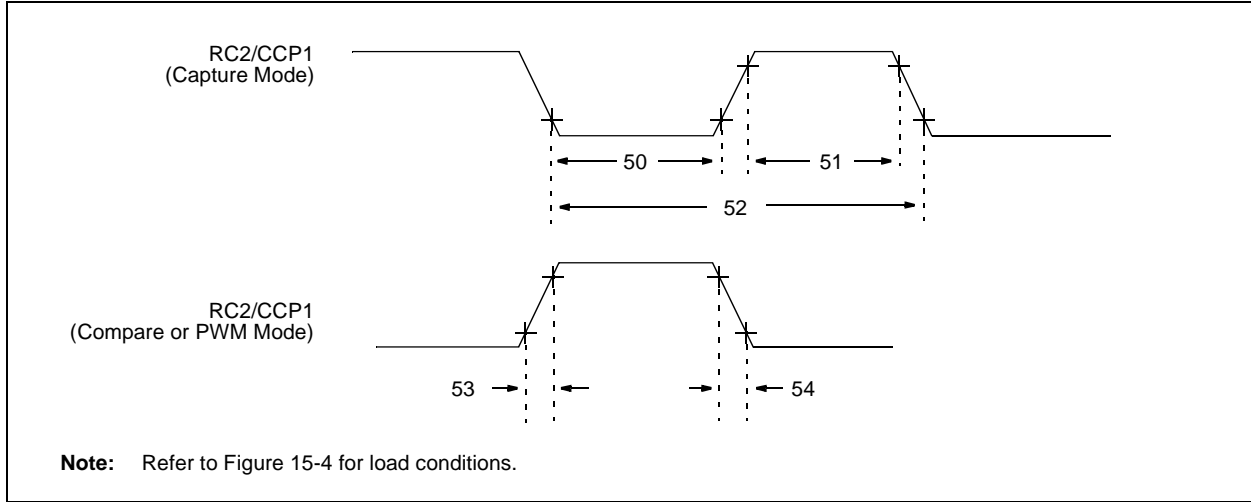 RC2/CCP1
(Capture Mode)
50
51
52
RC2/CCP1
(Compare or PWM Mode)
53
54
Note: Refer to Figure 15-4 for load conditions.